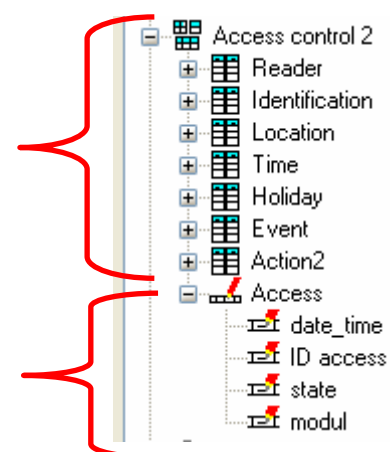 Access control 2
Reader
Identification
Location
Time
Holiday
Event
Action2
Access
date_time
ID access
state
modul